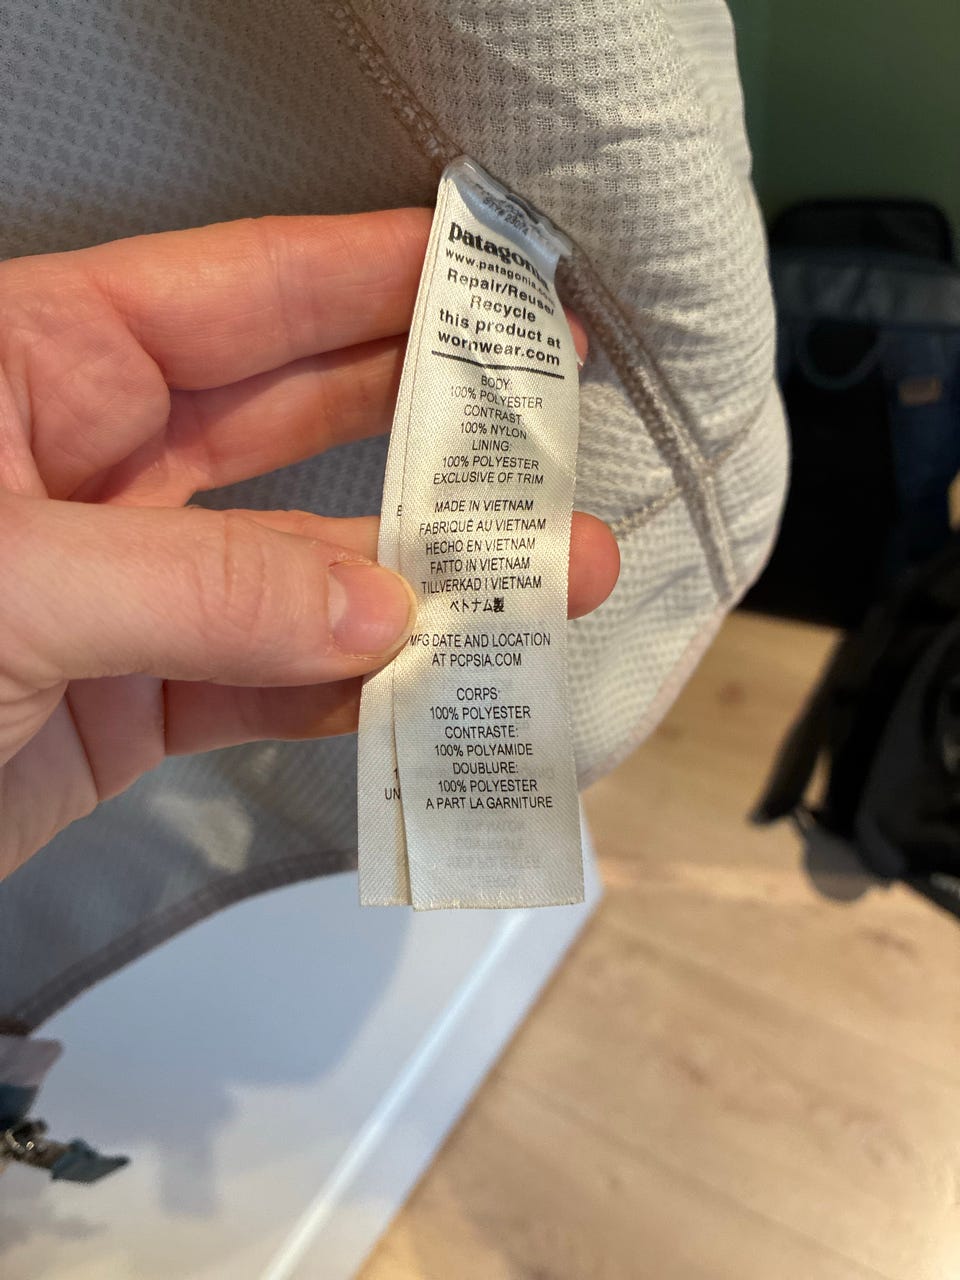 patagonia
www.patagonia.
Repair/Reuse/
Recycle
this product at
wornwear.com
BODY:
100% POLYESTER
CONTRAST:
100% NYLON
LINING:
100% POLYESTER
EXCLUSIVE OF TRIM
MADE IN VIETNAM
FABRIQUÉ AU VIETNAM
HECHO EN VIETNAM
FATTO IN VIETNAM
TILLVERKAD I VIETNAM
ベトナム製
MFG DATE AND LOCATION
AT PCPSIA.COM
CORPS:
100% POLYESTER
CONTRASTE:
100% POLYAMIDE
DOUBLURE:
100% POLYESTER
A PART LA GARNITURE
UN